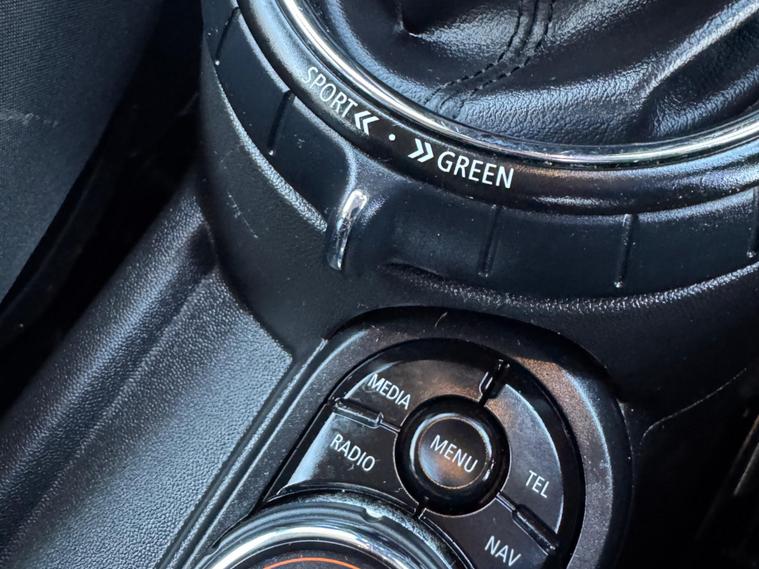 SPORT « • » GREEN
MEDIA
RADIO
MENU
TEL
NAV